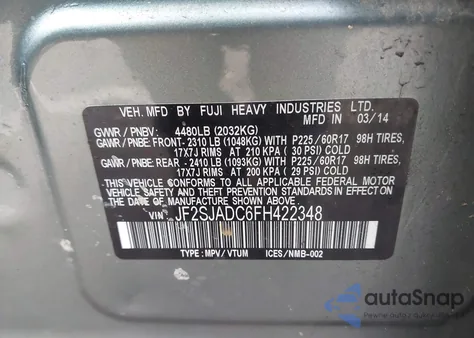 VEH. MFD BY FUJI HEAVY INDUSTRIES LTD.
MFD IN 03/14
GVWR / PNBV: 4480LB (2032KG)
GAWR / PNBE: FRONT- 2310 LB (1048KG) WITH P225/60R17 98H TIRES,
17X7J RIMS AT 210 KPA ( 30 PSI) COLD
GAWR / PNBE: REAR - 2410 LB (1093KG) WITH P225/60R17 98H TIRES,
17X7J RIMS AT 200 KPA ( 29 PSI) COLD
THIS VEHICLE CONFORMS TO ALL APPLICABLE FEDERAL MOTOR
VEHICLE SAFETY, BUMPER, AND THEFT PREVENTION STANDARDS IN EFFECT ON THE
DATE OF MANUFACTURE SHOWN ABOVE.
VIN: JF2SJADC6FH422348
TYPE: MPV / VTUM ICES/NMB-002
autoSnap